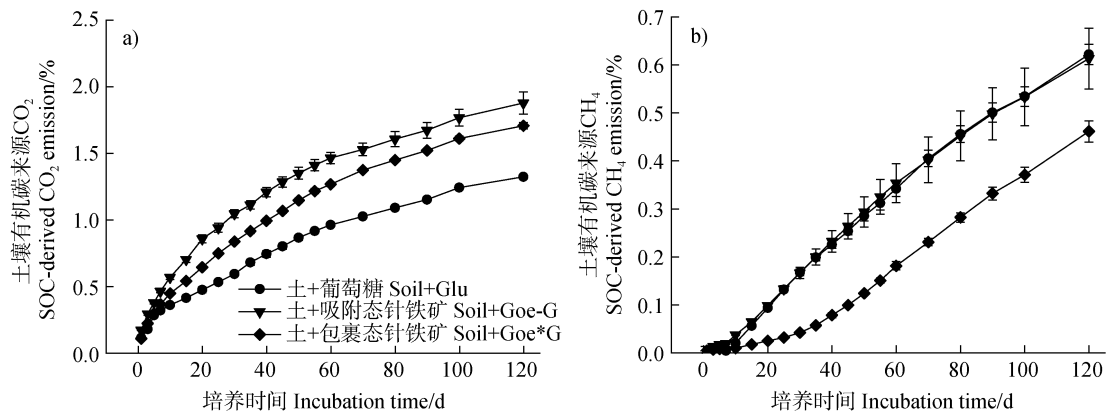 a)
土壤有机碳来源CO2
SOC-derived CO2 emission/%
2.5
2.0
1.5
1.0
0.5
0.0
土+葡萄糖 Soil+Glu
土+吸附态针铁矿 Soil+Goe-G
土+包裹态针铁矿 Soil+Goe*G
0 20 40 60 80 100 120
培养时间 Incubation time/d
b)
土壤有机碳来源CH4
SOC-derived CH4 emission/%
0.7
0.6
0.5
0.4
0.3
0.2
0.1
0.0
0 20 40 60 80 100 120
培养时间 Incubation time/d